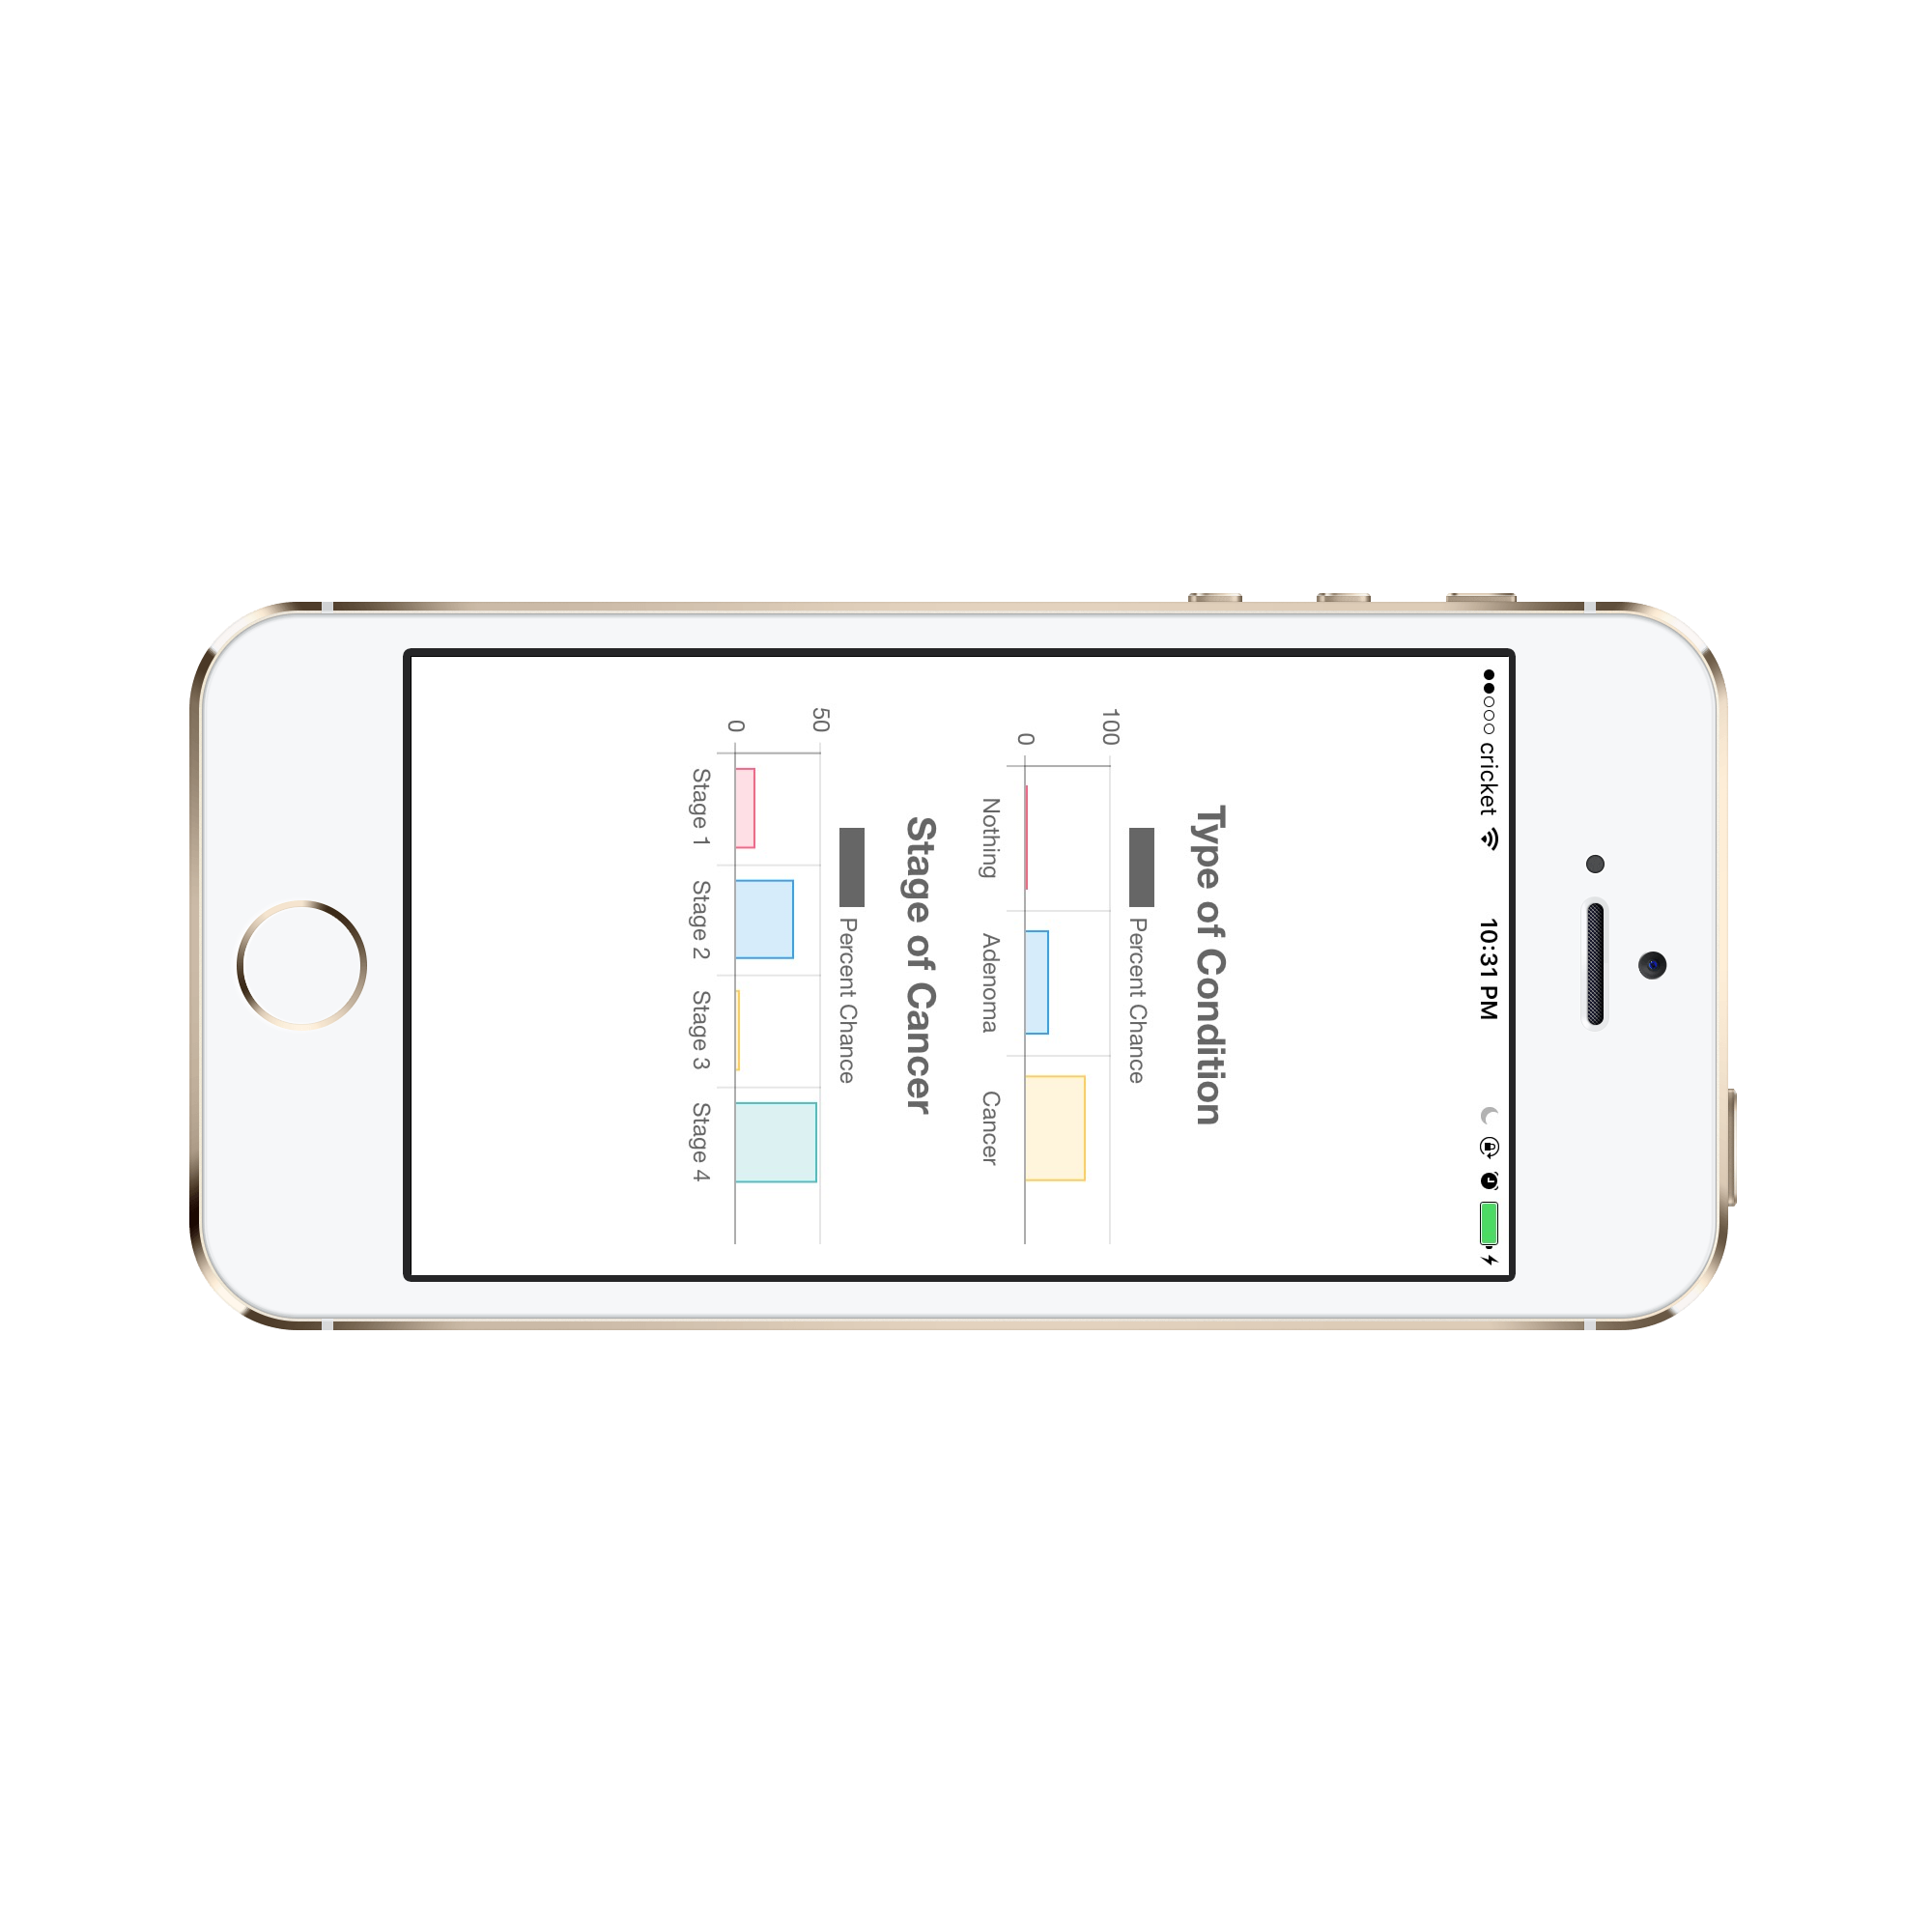 cricket 10:31 PM
Type of Condition
Percent Chance
100
0
Nothing Adenoma Cancer
Stage of Cancer
Percent Chance
50
0
Stage 1 Stage 2 Stage 3 Stage 4